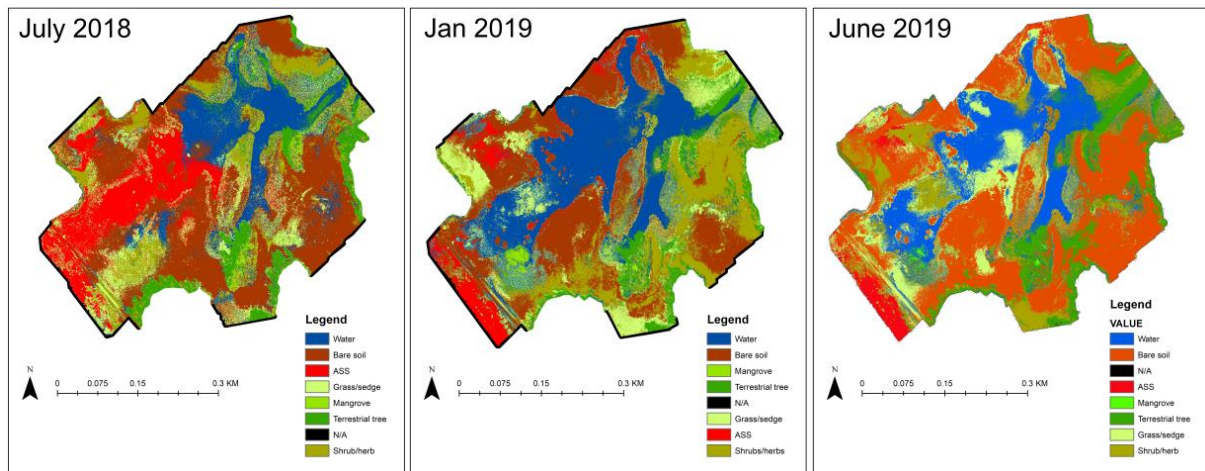 July 2018
Legend
Water
Bare soil
ASS
Grass/sedge
Mangrove
Terrestrial tree
N/A
Shrub/herb
N
0 0.075 0.15 0.3 KM
Jan 2019
Legend
Water
Bare soil
Mangrove
Terrestrial tree
N/A
Grass/sedge
ASS
Shrubs/herbs
N
0 0.075 0.15 0.3 KM
June 2019
Legend
VALUE
Water
Bare soil
N/A
ASS
Mangrove
Terrestrial tree
Grass/sedge
Shrub/herb
N
0 0.075 0.15 0.3 KM